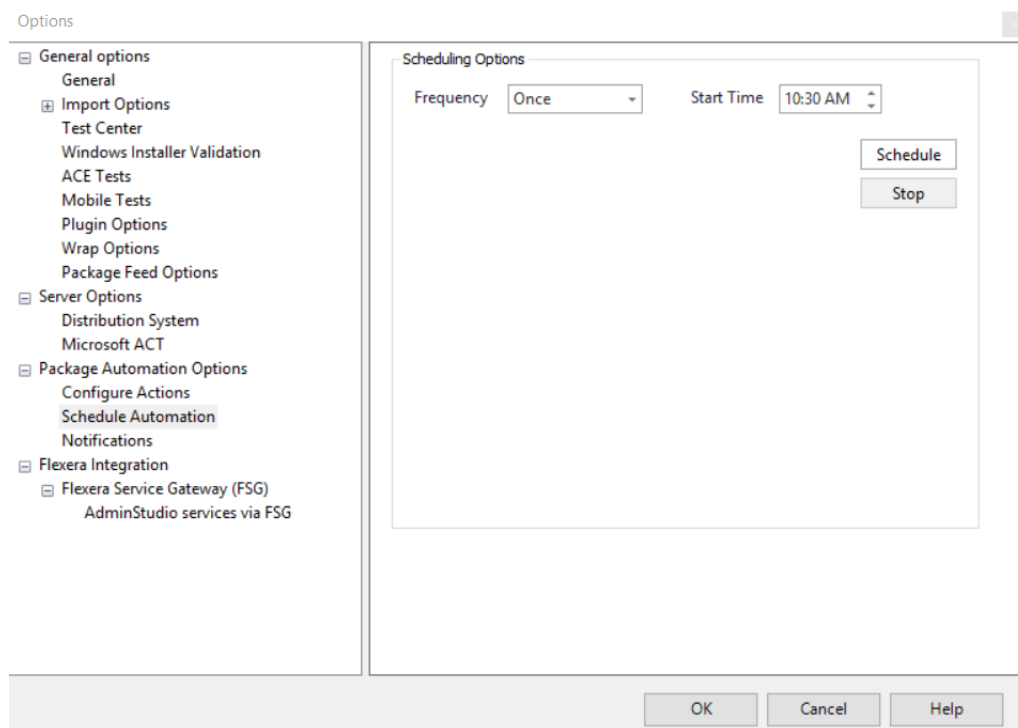 Options
General options
General
Import Options
Test Center
Windows Installer Validation
ACE Tests
Mobile Tests
Plugin Options
Wrap Options
Package Feed Options
Server Options
Distribution System
Microsoft ACT
Package Automation Options
Configure Actions
Schedule Automation
Notifications
Flexera Integration
Flexera Service Gateway (FSG)
AdminStudio services via FSG
Scheduling Options
Frequency Once Start Time 10:30 AM
Schedule
Stop
OK Cancel Help